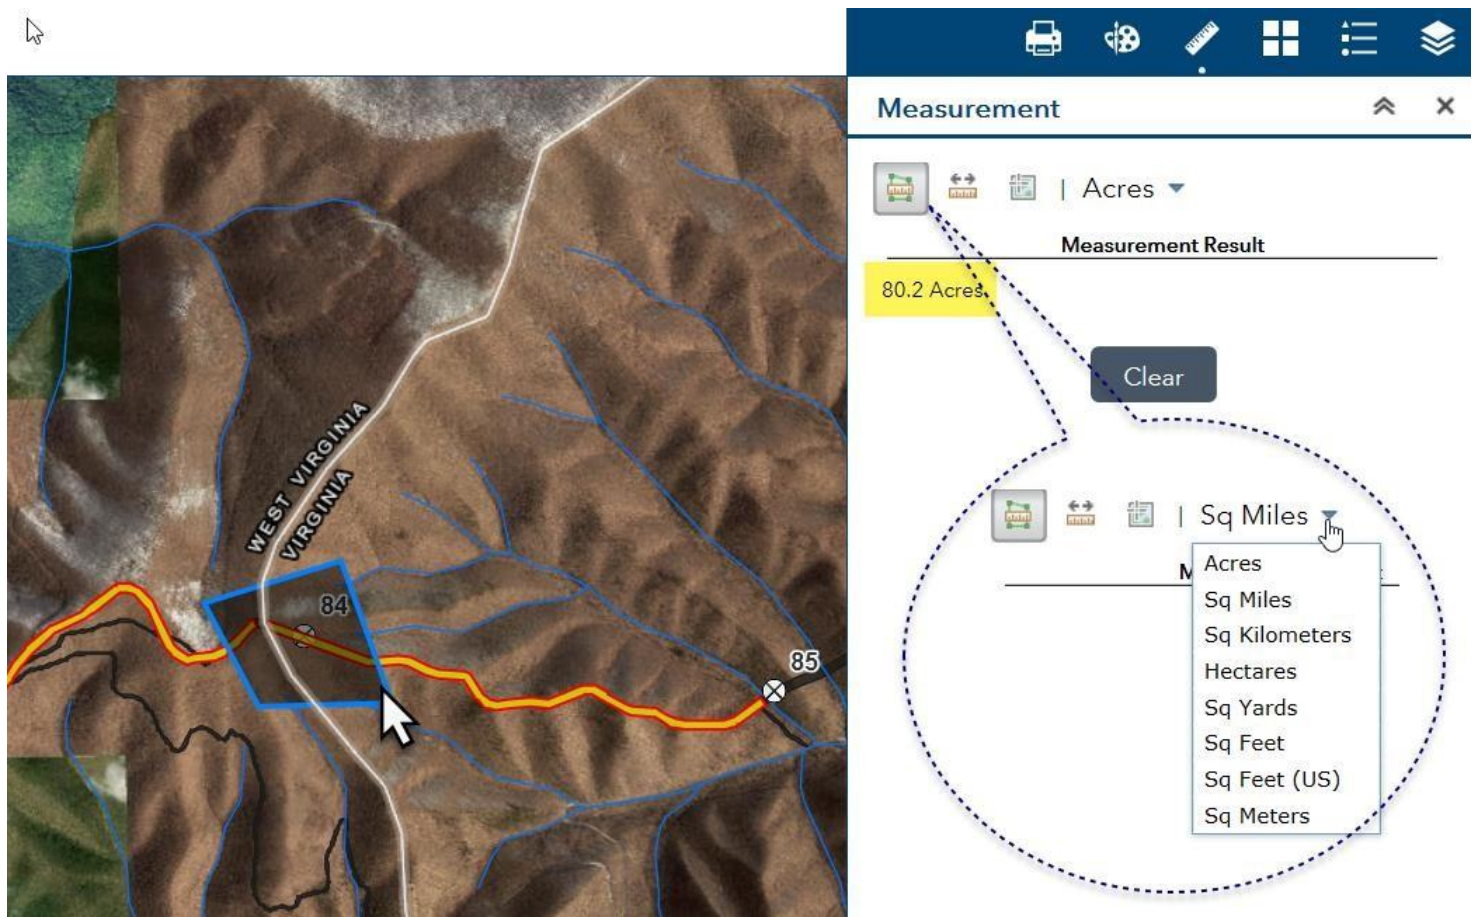 Measurement
| Acres
Measurement Result
80.2 Acres
Clear
WEST VIRGINIA
VIRGINIA
84
85
| Sq Miles
M
Acres
Sq Miles
Sq Kilometers
Hectares
Sq Yards
Sq Feet
Sq Feet (US)
Sq Meters